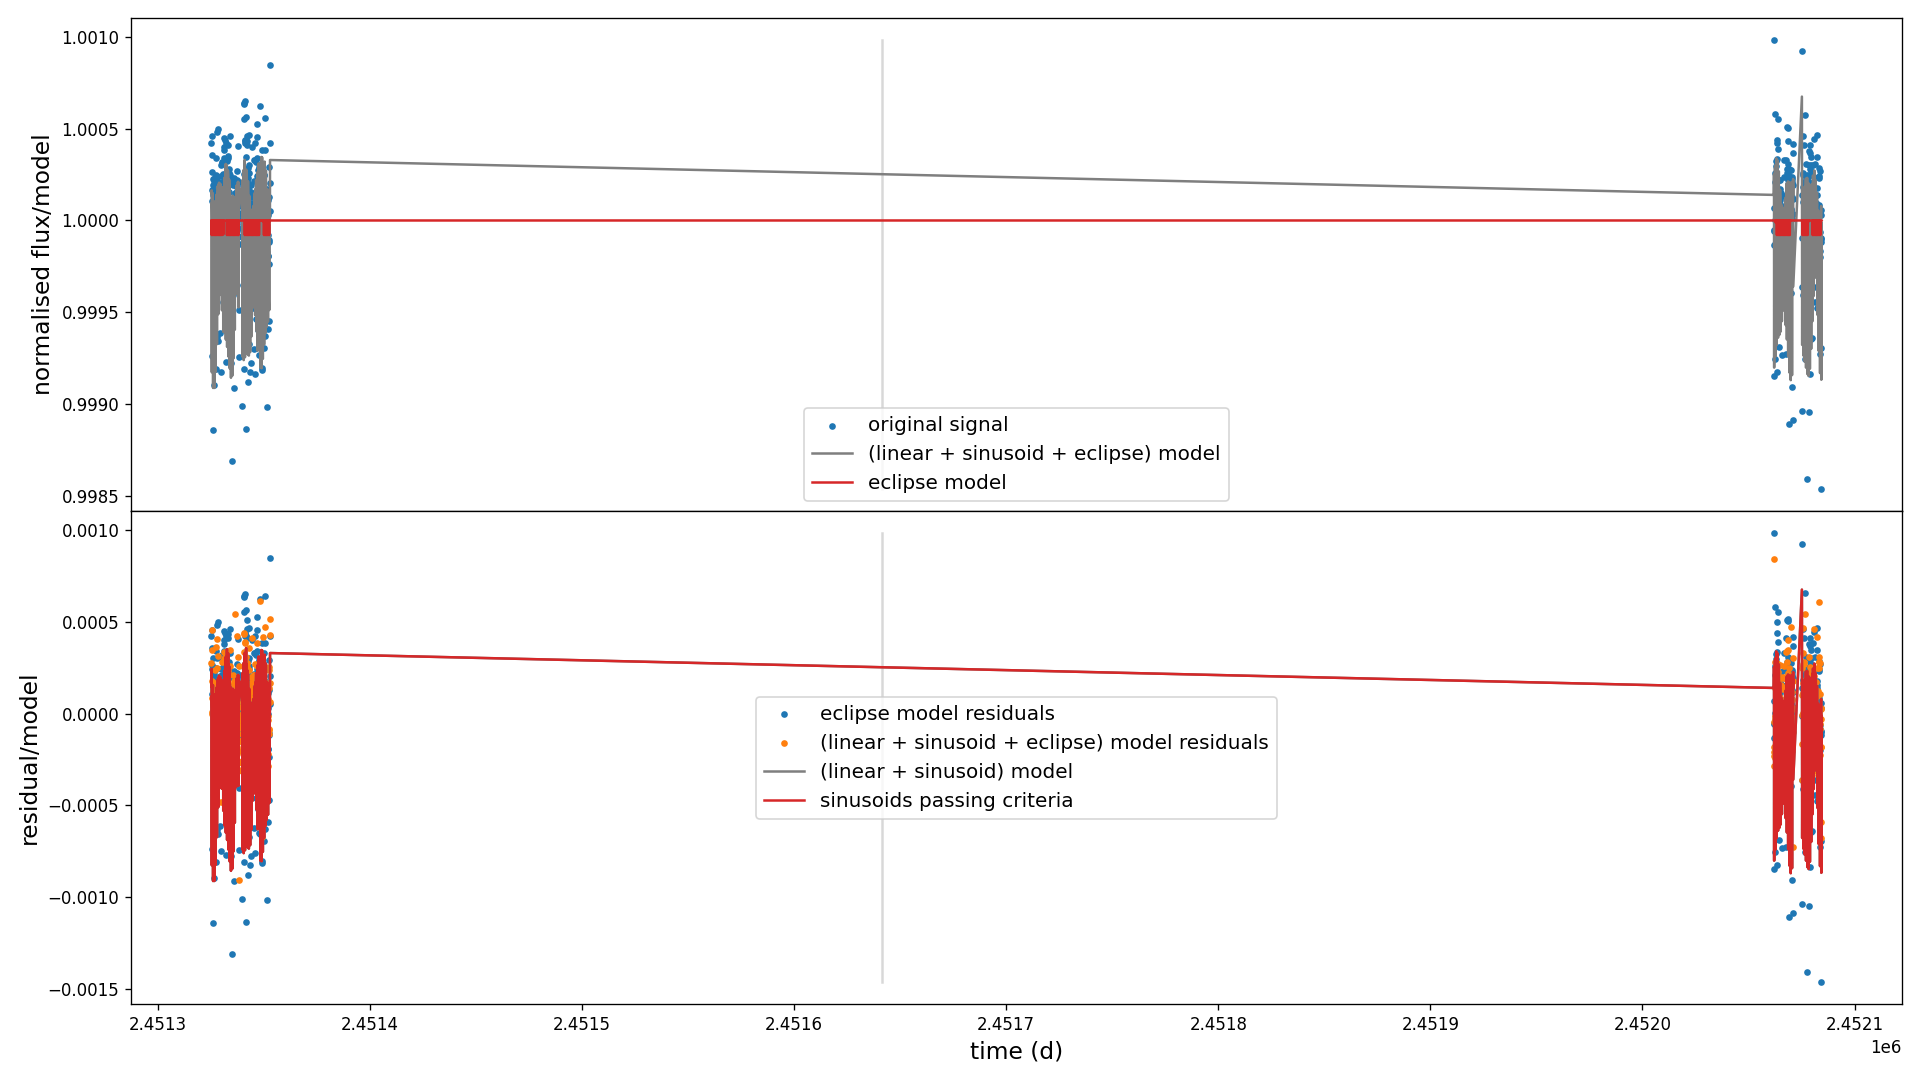 1.0010
1.0005
1.0000
0.9995
0.9990
0.9985
normalised flux/model
original signal
(linear + sinusoid + eclipse) model
eclipse model
0.0010
0.0005
0.0000
−0.0005
−0.0010
−0.0015
residual/model
eclipse model residuals
(linear + sinusoid + eclipse) model residuals
(linear + sinusoid) model
sinusoids passing criteria
2.4513 2.4514 2.4515 2.4516 2.4517 2.4518 2.4519 2.4520 2.4521
1e6
time (d)